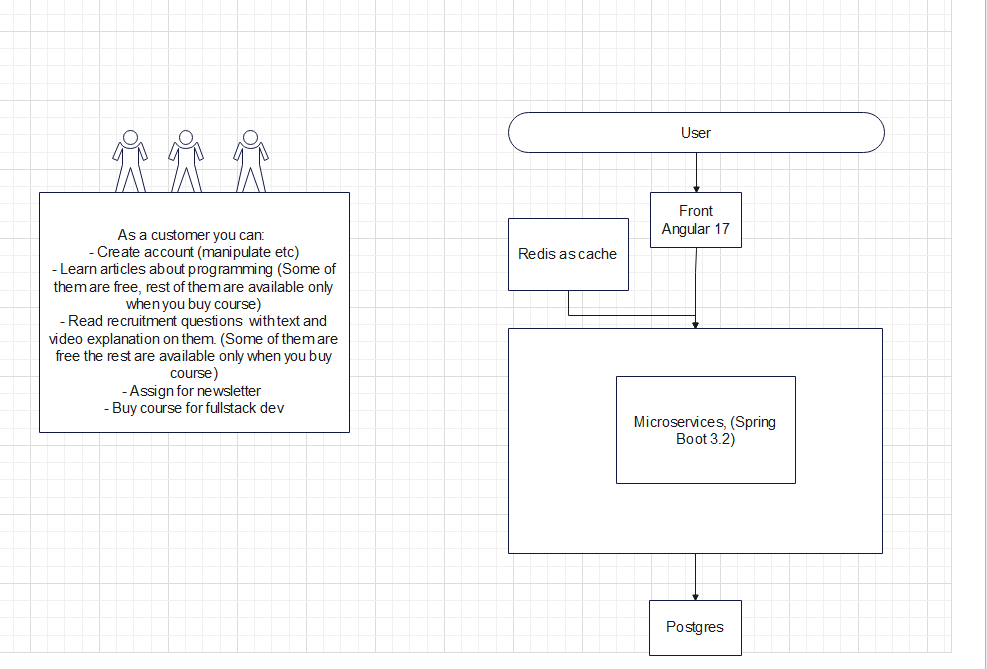 As a customer you can:
- Create account (manipulate etc)
- Learn articles about programming (Some of
them are free, rest of them are available only
when you buy course)
- Read recruitment questions with text and
video explanation on them. (Some of them are
free the rest are available only when you buy
course)
- Assign for newsletter
- Buy course for fullstack dev
User
Front
Angular 17
Redis as cache
Microservices, (Spring
Boot 3.2)
Postgres